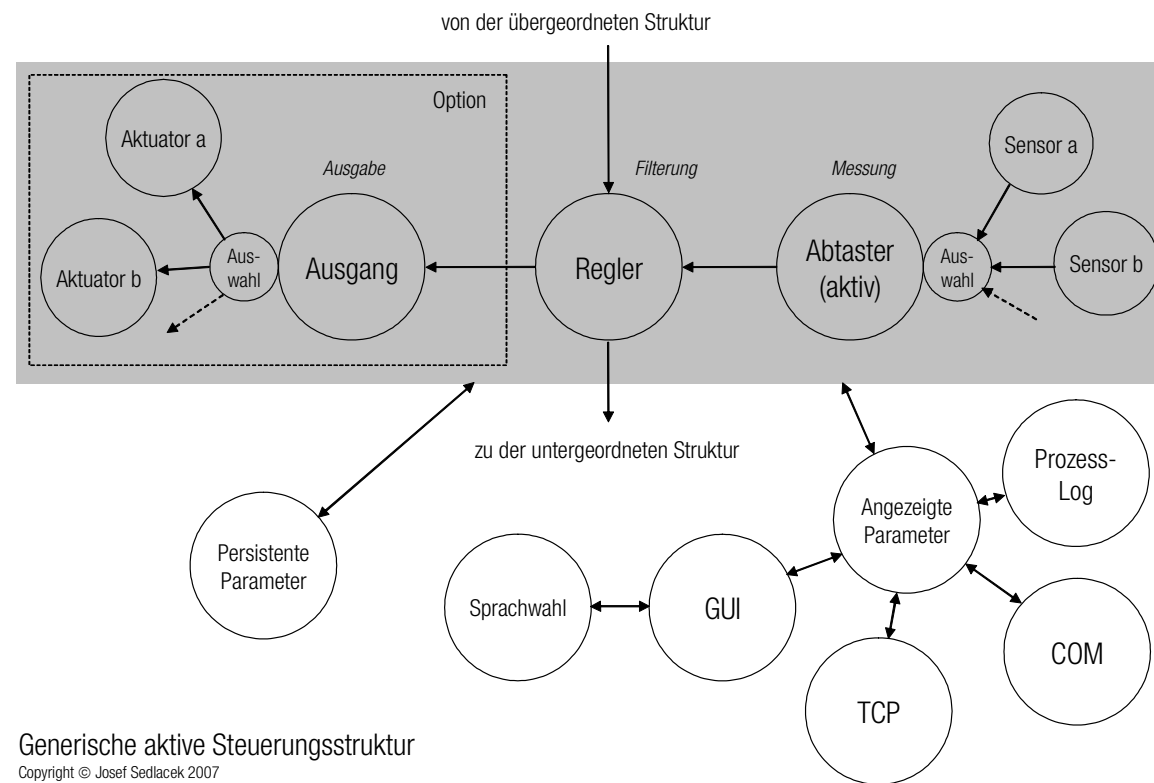 von der übergeordneten Struktur
Option
Aktuator a
Sensor a
Ausgabe
Filterung
Messung
Aktuator b
Aus-
wahl
Ausgang
Regler
Abtaster
(aktiv)
Aus-
wahl
Sensor b
zu der untergeordneten Struktur
Prozess-
Log
Angezeigte
Parameter
Persistente
Parameter
Sprachwahl
GUI
COM
TCP
Generische aktive Steuerungsstruktur
Copyright © Josef Sedlacek 2007